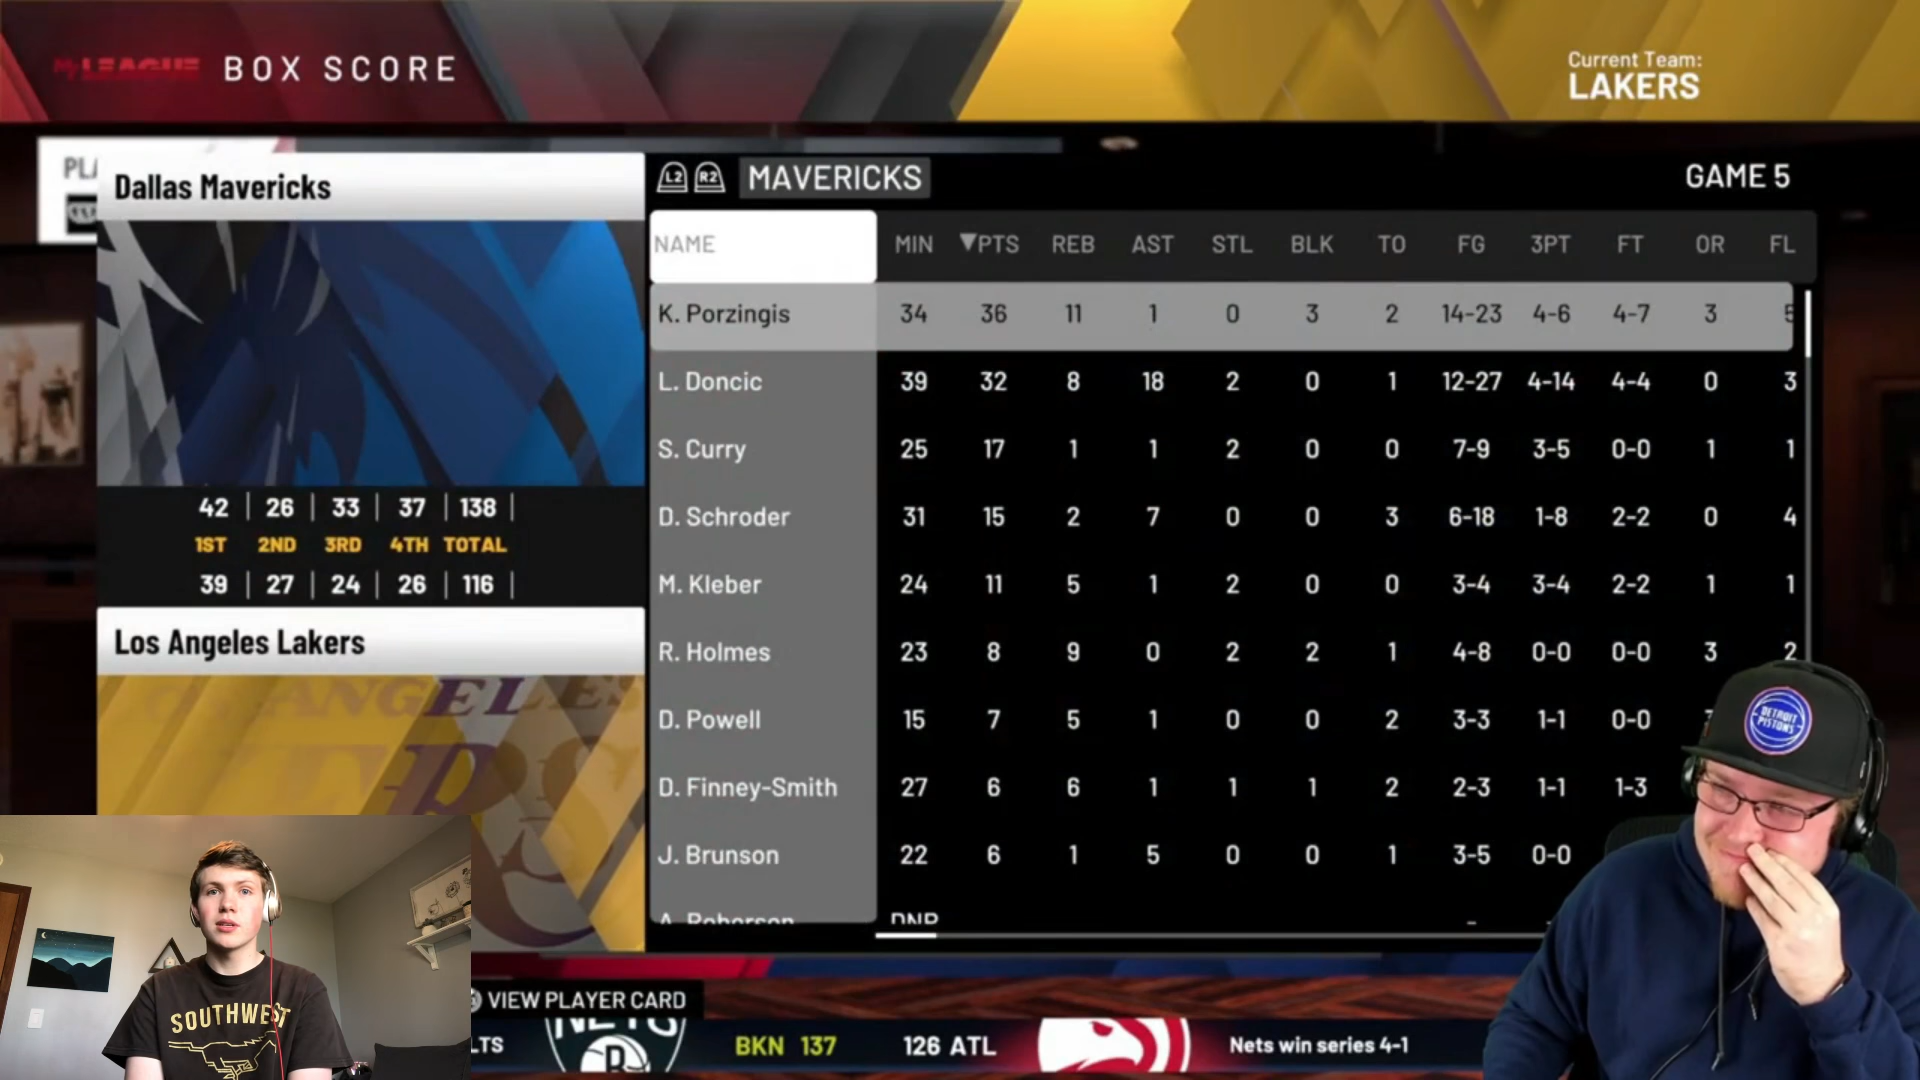 MyLEAGUE BOX SCORE
Current Team:
LAKERS
Dallas Mavericks
42 | 26 | 33 | 37 | 138 |
1ST 2ND 3RD 4TH TOTAL
39 | 27 | 24 | 26 | 116 |
Los Angeles Lakers
L2 R2 MAVERICKS GAME 5
NAME MIN ▼PTS REB AST STL BLK TO FG 3PT FT OR FL
K. Porzingis 34 36 11 1 0 3 2 14-23 4-6 4-7 3 5
L. Doncic 39 32 8 18 2 0 1 12-27 4-14 4-4 0 3
S. Curry 25 17 1 1 2 0 0 7-9 3-5 0-0 1 1
D. Schroder 31 15 2 7 0 0 3 6-18 1-8 2-2 0 4
M. Kleber 24 11 5 1 2 0 0 3-4 3-4 2-2 1 1
R. Holmes 23 8 9 0 2 2 1 4-8 0-0 0-0 3 2
D. Powell 15 7 5 1 0 0 2 3-3 1-1 0-0
D. Finney-Smith 27 6 6 1 1 1 2 2-3 1-1 1-3
J. Brunson 22 6 1 5 0 0 1 3-5 0-0
A. Roberson DNP
DETROIT
PISTONS
SOUTHWEST
VIEW PLAYER CARD
LTS NETS B BKN 137 126 ATL Nets win series 4-1